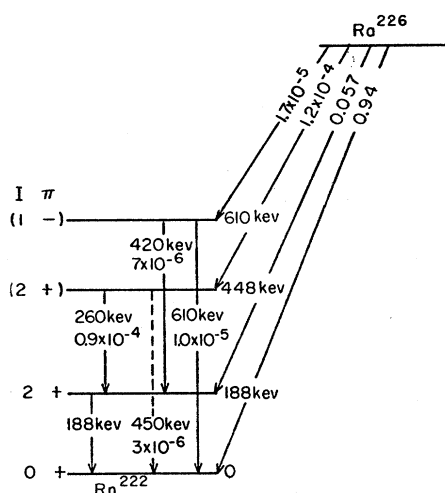 Ra²²⁶
1.7x10⁻⁵
1.2x10⁻⁴
0.057
0.94
I π
(1 −)
610 kev
420 kev
7x10⁻⁶
(2 +)
448 kev
260 kev
0.9x10⁻⁴
610 kev
1.0x10⁻⁵
2 +
188 kev
188 kev
450 kev
3x10⁻⁶
0 +
0
Rn²²²